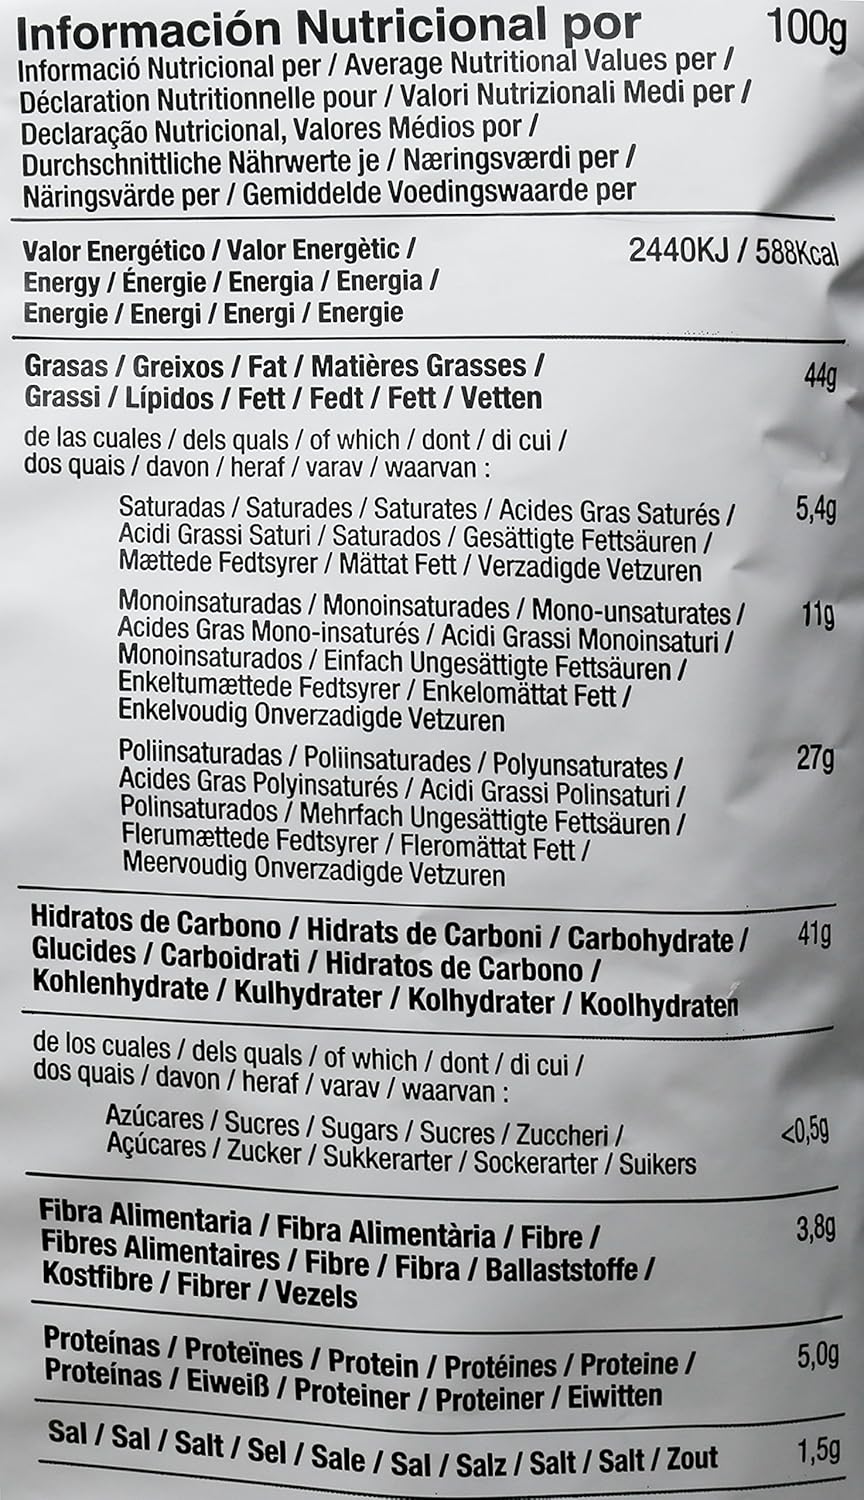 Información Nutricional por 100g
Informació Nutricional per / Average Nutritional Values per /
Déclaration Nutritionnelle pour / Valori Nutrizionali Medi per /
Declaração Nutricional, Valores Médios por /
Durchschnittliche Nährwerte je / Næringsværdi per /
Näringsvärde per / Gemiddelde Voedingswaarde per
Valor Energético / Valor Energètic / 2440KJ / 588Kcal
Energy / Énergie / Energia / Energia /
Energie / Energi / Energi / Energie
Grasas / Greixos / Fat / Matières Grasses / 44g
Grassi / Lípidos / Fett / Fedt / Fett / Vetten
de las cuales / dels quals / of which / dont / di cui /
dos quais / davon / heraf / varav / waarvan :
Saturadas / Saturades / Saturates / Acides Gras Saturés / 5,4g
Acidi Grassi Saturi / Saturados / Gesättigte Fettsäuren /
Mættede Fedtsyrer / Mättat Fett / Verzadigde Vetzuren
Monoinsaturadas / Monoinsaturades / Mono-unsaturates / 11g
Acides Gras Mono-insaturés / Acidi Grassi Monoinsaturi /
Monoinsaturados / Einfach Ungesättigte Fettsäuren /
Enkeltumættede Fedtsyrer / Enkelomättat Fett /
Enkelvoudig Onverzadigde Vetzuren
Poliinsaturadas / Poliinsaturades / Polyunsaturates / 27g
Acides Gras Polyinsaturés / Acidi Grassi Polinsaturi /
Polinsaturados / Mehrfach Ungesättigte Fettsäuren /
Flerumættede Fedtsyrer / Fleromättat Fett /
Meervoudig Onverzadigde Vetzuren
Hidratos de Carbono / Hidrats de Carboni / Carbohydrate / 41g
Glucides / Carboidrati / Hidratos de Carbono /
Kohlenhydrate / Kulhydrater / Kolhydrater / Koolhydraten
de los cuales / dels quals / of which / dont / di cui /
dos quais / davon / heraf / varav / waarvan :
Azúcares / Sucres / Sugars / Sucres / Zuccheri / <0,5g
Açúcares / Zucker / Sukkerarter / Sockerarter / Suikers
Fibra Alimentaria / Fibra Alimentària / Fibre / 3,8g
Fibres Alimentaires / Fibre / Fibra / Ballaststoffe /
Kostfibre / Fibrer / Vezels
Proteínas / Proteïnes / Protein / Protéines / Proteine / 5,0g
Proteínas / Eiweiß / Proteiner / Proteiner / Eiwitten
Sal / Sal / Salt / Sel / Sale / Sal / Salz / Salt / Salt / Zout 1,5g